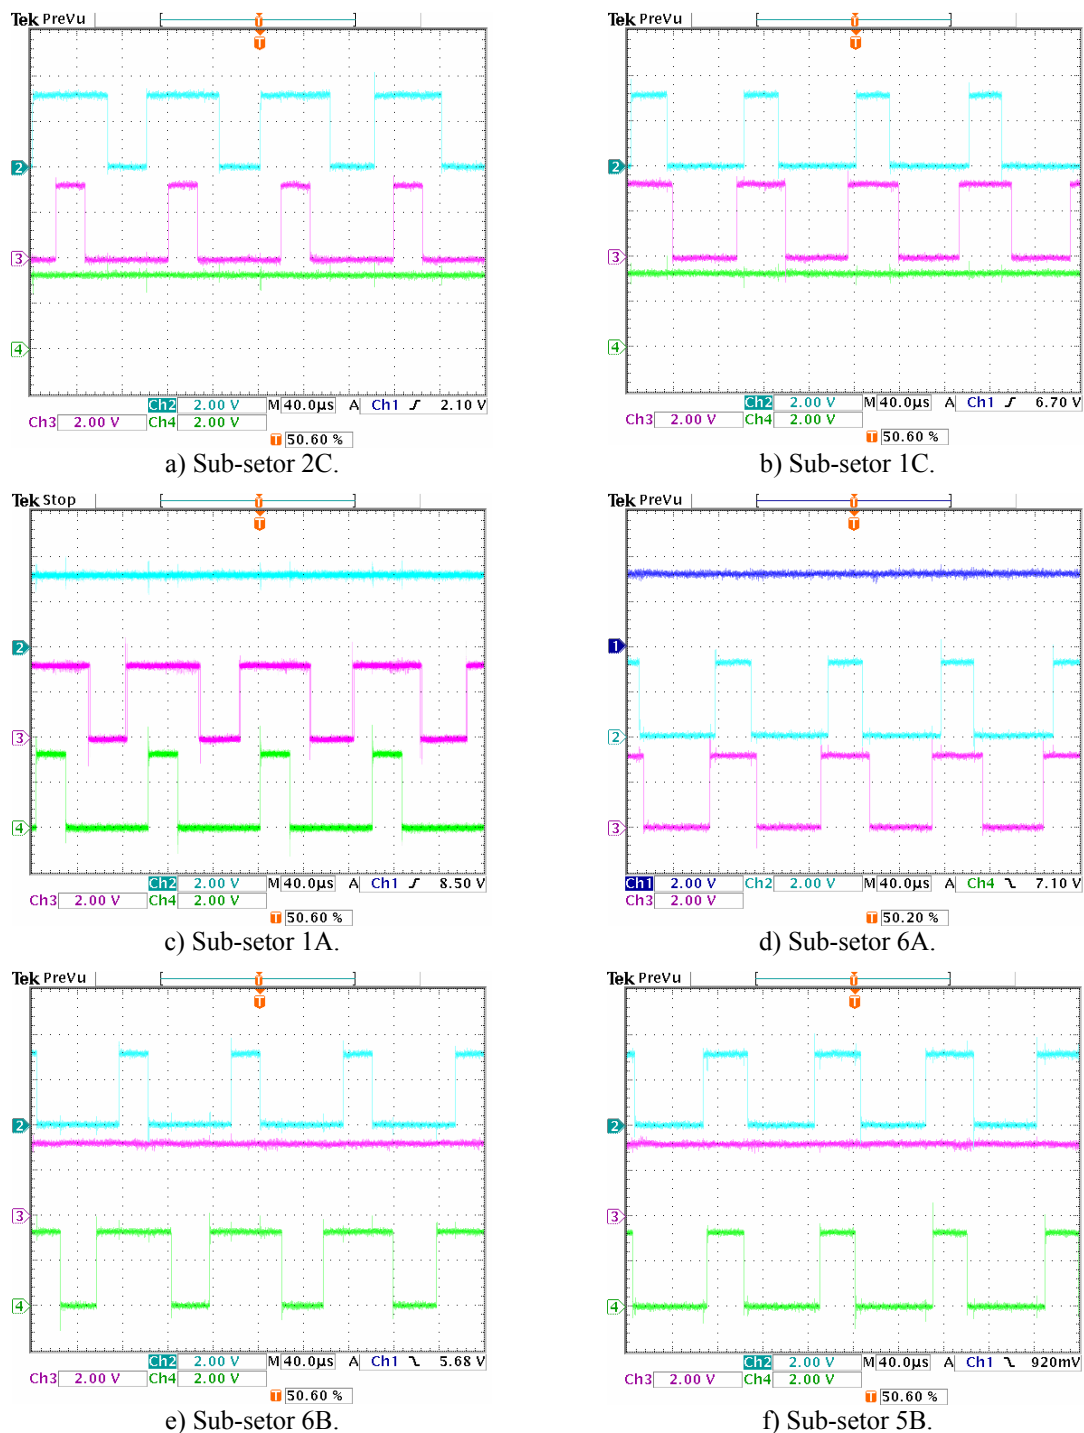 Tek PreVu
T
T
2
3
4
Ch2 2.00 V M 40.0µs A Ch1 ʃ 2.10 V
Ch3 2.00 V Ch4 2.00 V
T 50.60 %
a) Sub-setor 2C.
Tek PreVu
T
T
2
3
4
Ch2 2.00 V M 40.0µs A Ch1 ʃ 6.70 V
Ch3 2.00 V Ch4 2.00 V
T 50.60 %
b) Sub-setor 1C.
Tek Stop
T
T
2
3
4
Ch2 2.00 V M 40.0µs A Ch1 ʃ 8.50 V
Ch3 2.00 V Ch4 2.00 V
T 50.60 %
c) Sub-setor 1A.
Tek PreVu
T
T
1
2
3
Ch1 2.00 V Ch2 2.00 V M 40.0µs A Ch4 ʅ 7.10 V
Ch3 2.00 V
T 50.20 %
d) Sub-setor 6A.
Tek PreVu
T
T
2
3
4
Ch2 2.00 V M 40.0µs A Ch1 ʅ 5.68 V
Ch3 2.00 V Ch4 2.00 V
T 50.60 %
e) Sub-setor 6B.
Tek PreVu
T
T
2
3
4
Ch2 2.00 V M 40.0µs A Ch1 ʅ 920mV
Ch3 2.00 V Ch4 2.00 V
T 50.60 %
f) Sub-setor 5B.